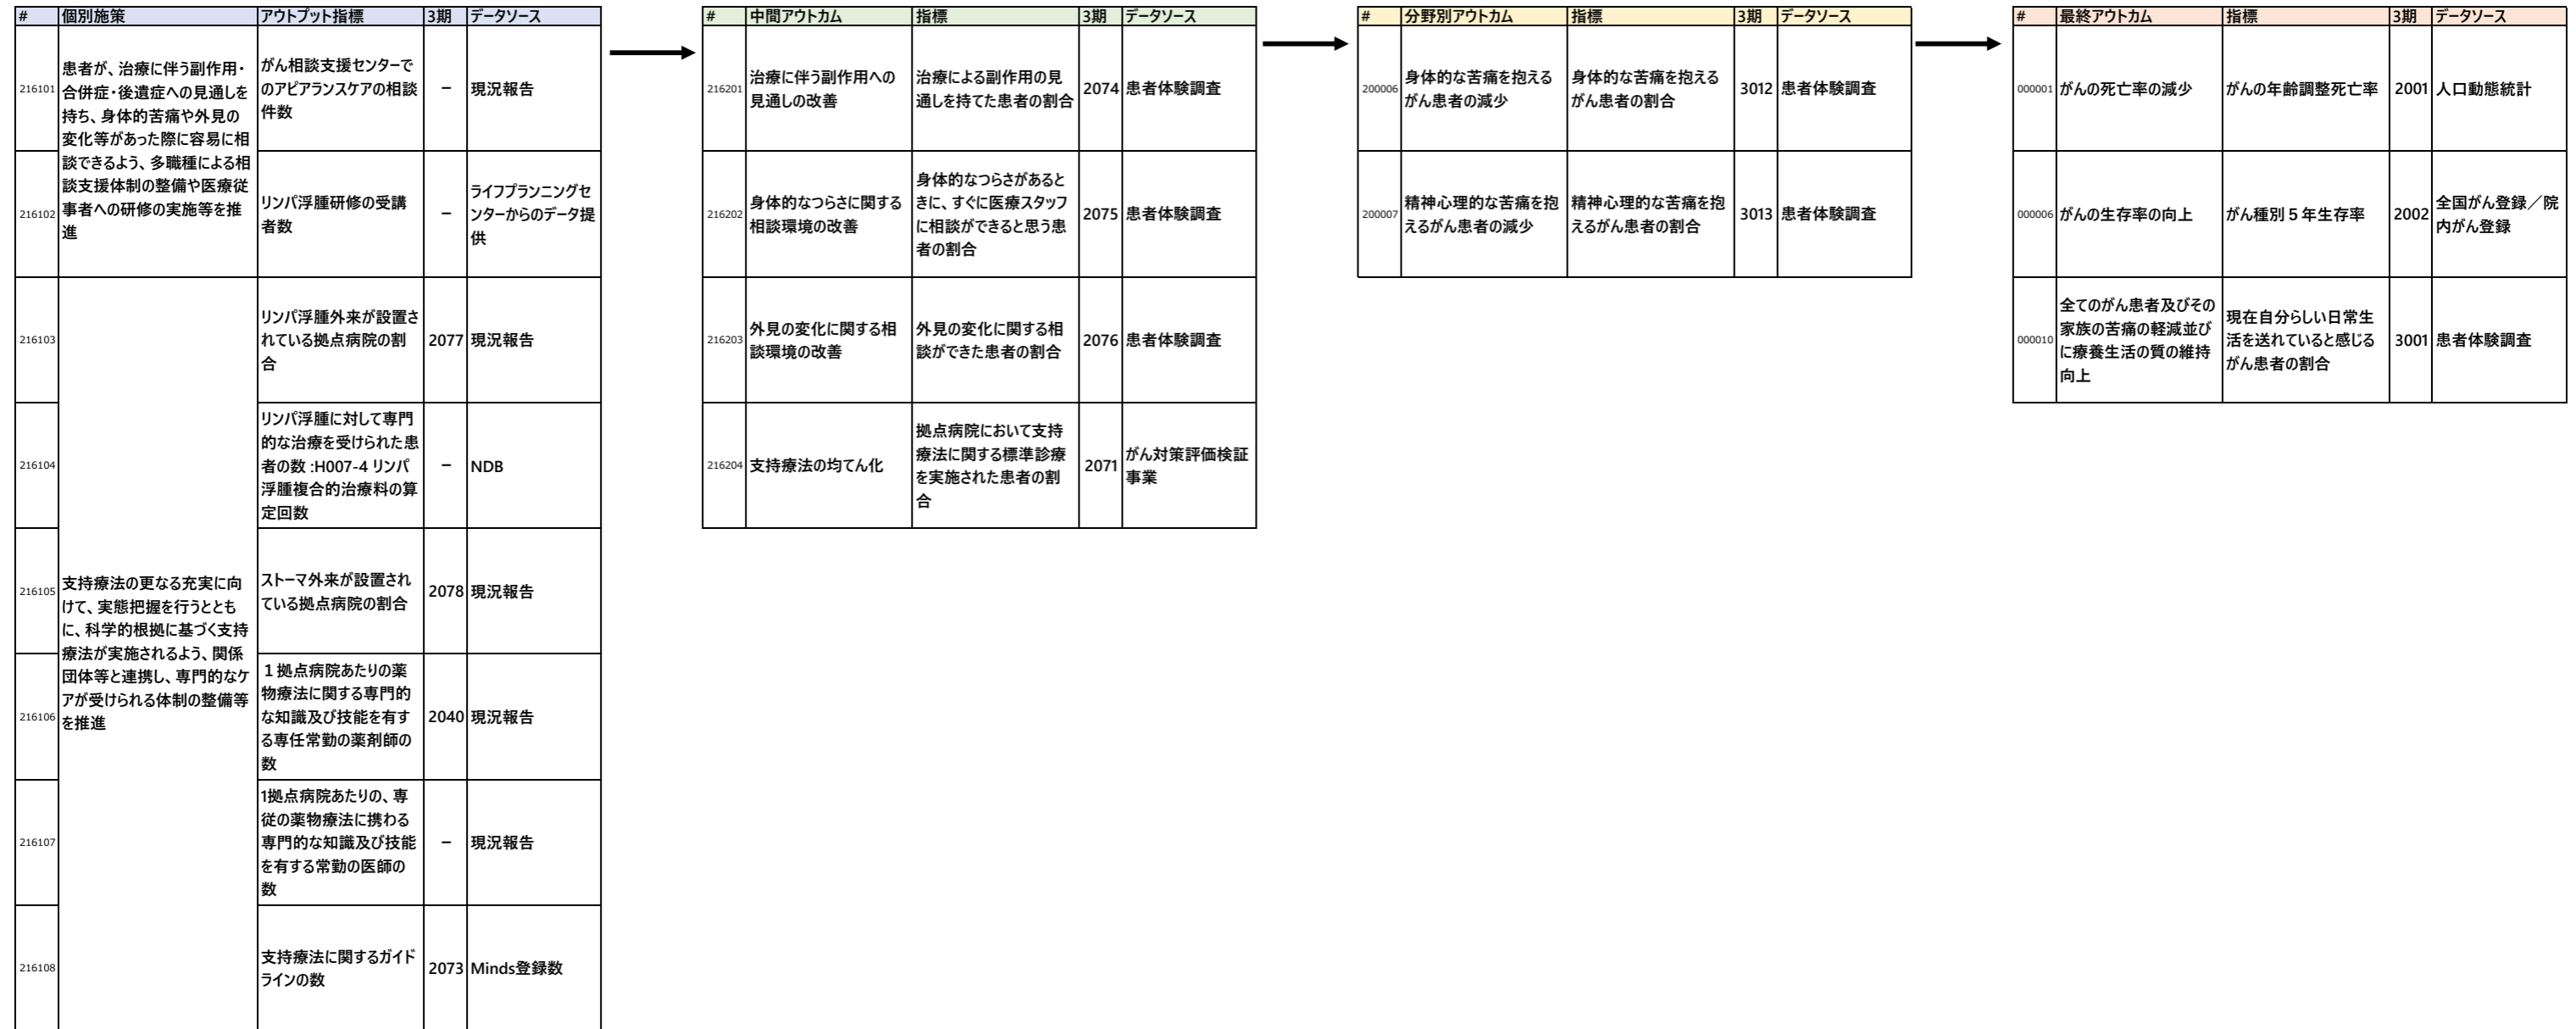 # 個別施策 アウトプット指標 3期 データソース
216101
患者が、治療に伴う副作用・
合併症・後遺症への見通しを
持ち、身体的苦痛や外見の
変化等があった際に容易に相
談できるよう、多職種による相
談支援体制の整備や医療従
事者への研修の実施等を推
進
がん相談支援センターで
のアピアランスケアの相談
件数
－
現況報告
216102
リンパ浮腫研修の受講
者数
－
ライフプランニングセ
ンターからのデータ提
供
216103
リンパ浮腫外来が設置さ
れている拠点病院の割
合
2077
現況報告
216104
リンパ浮腫に対して専門
的な治療を受けられた患
者の数 :H007-4 リンパ
浮腫複合的治療料の算
定回数
－
NDB
216105
支持療法の更なる充実に向
けて、実態把握を行うととも
に、科学的根拠に基づく支持
療法が実施されるよう、関係
団体等と連携し、専門的なケ
アが受けられる体制の整備等
を推進
ストーマ外来が設置され
ている拠点病院の割合
2078
現況報告
216106
１拠点病院あたりの薬
物療法に関する専門的
な知識及び技能を有す
る専任常勤の薬剤師の
数
2040
現況報告
216107
1拠点病院あたりの、専
従の薬物療法に携わる
専門的な知識及び技能
を有する常勤の医師の
数
－
現況報告
216108
支持療法に関するガイド
ラインの数
2073
Minds登録数
# 中間アウトカム 指標 3期 データソース
216201
治療に伴う副作用への
見通しの改善
治療による副作用の見
通しを持てた患者の割合
2074
患者体験調査
216202
身体的なつらさに関する
相談環境の改善
身体的なつらさがあると
きに、すぐに医療スタッフ
に相談ができると思う患
者の割合
2075
患者体験調査
216203
外見の変化に関する相
談環境の改善
外見の変化に関する相
談ができた患者の割合
2076
患者体験調査
216204
支持療法の均てん化
拠点病院において支持
療法に関する標準診療
を実施された患者の割
合
2071
がん対策評価検証
事業
# 分野別アウトカム 指標 3期 データソース
200006
身体的な苦痛を抱える
がん患者の減少
身体的な苦痛を抱える
がん患者の割合
3012
患者体験調査
200007
精神心理的な苦痛を抱
えるがん患者の減少
精神心理的な苦痛を抱
えるがん患者の割合
3013
患者体験調査
# 最終アウトカム 指標 3期 データソース
000001
がんの死亡率の減少
がんの年齢調整死亡率
2001
人口動態統計
000006
がんの生存率の向上
がん種別５年生存率
2002
全国がん登録／院
内がん登録
000010
全てのがん患者及びその
家族の苦痛の軽減並び
に療養生活の質の維持
向上
現在自分らしい日常生
活を送れていると感じる
がん患者の割合
3001
患者体験調査